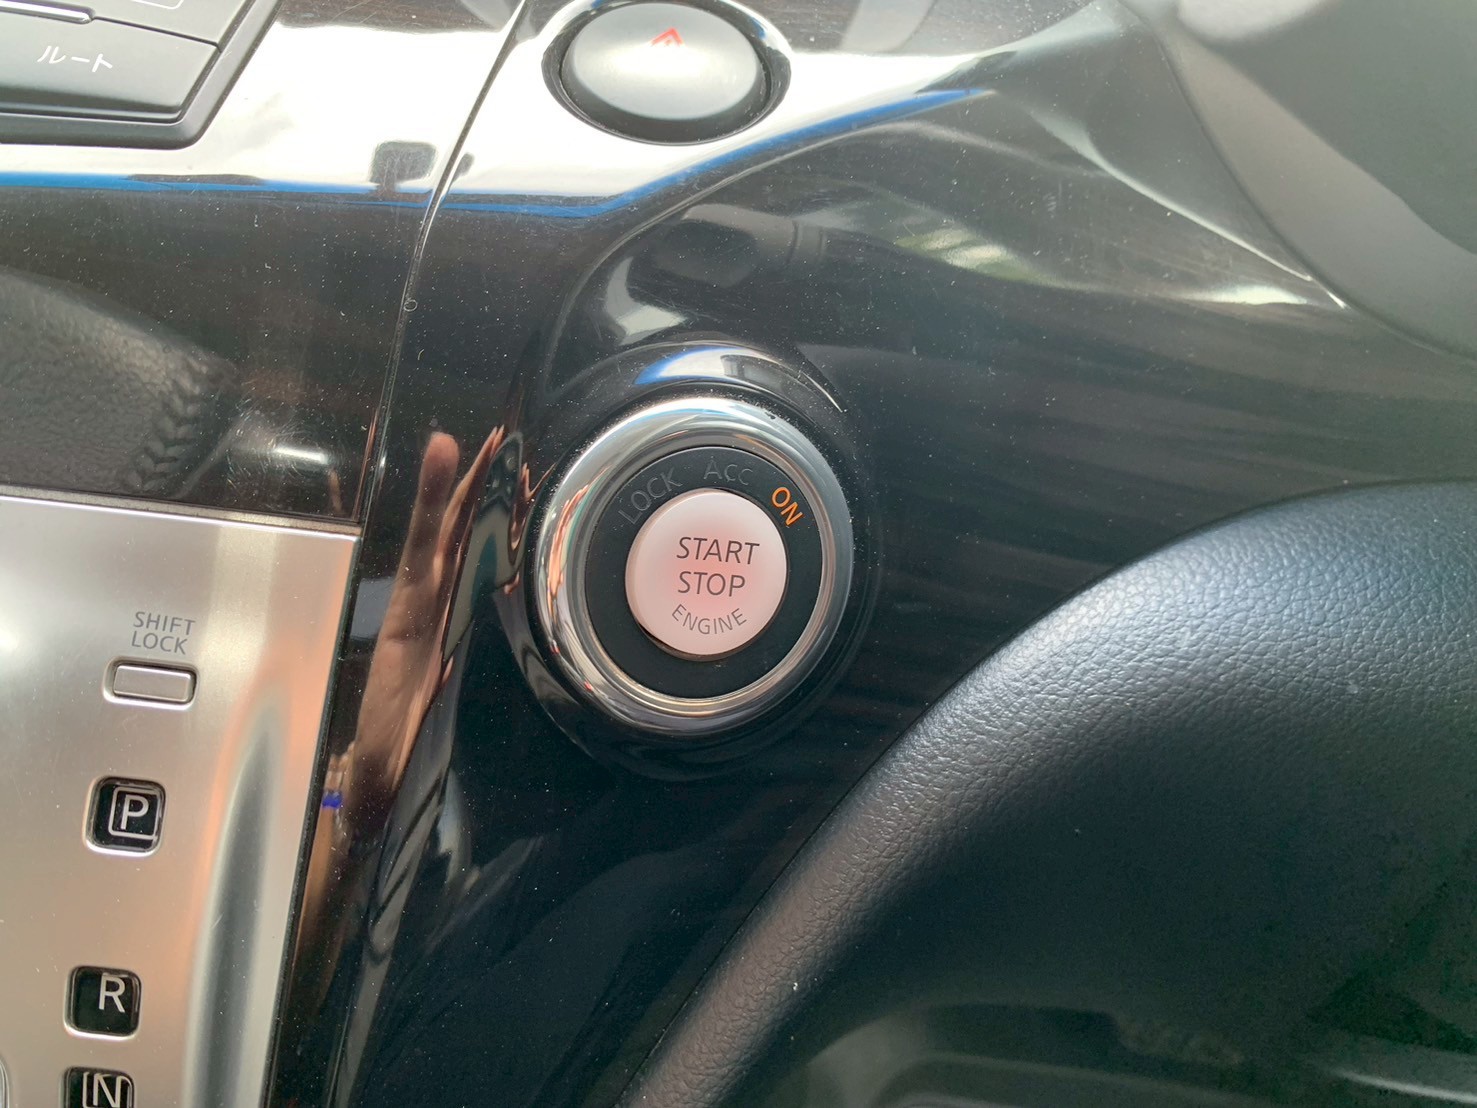 ルート
LOCK ACC ON
START
STOP
ENGINE
SHIFT
LOCK
P
R
N